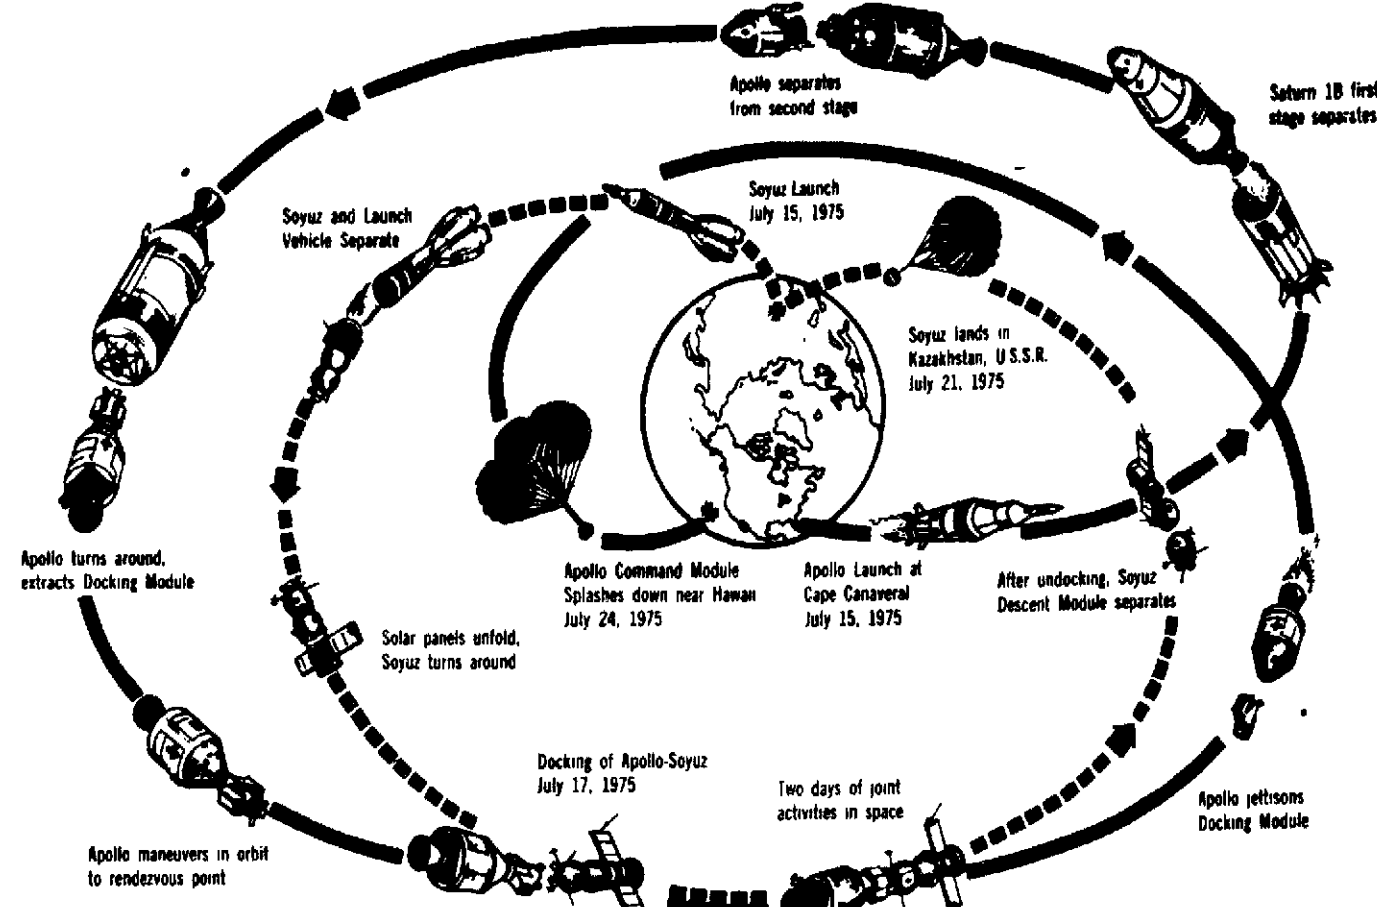 Apollo separates
from second stage
Saturn 1B first
stage separates
Soyuz Launch
July 15, 1975
Soyuz and Launch
Vehicle Separate
Soyuz lands in
Kazakhstan, U.S.S.R.
July 21, 1975
Apollo turns around,
extracts Docking Module
Apollo Command Module
Splashes down near Hawaii
July 24, 1975
Apollo Launch at
Cape Canaveral
July 15, 1975
After undocking, Soyuz
Descent Module separates
Solar panels unfold,
Soyuz turns around
Docking of Apollo-Soyuz
July 17, 1975
Two days of joint
activities in space
Apollo jettisons
Docking Module
Apollo maneuvers in orbit
to rendezvous point